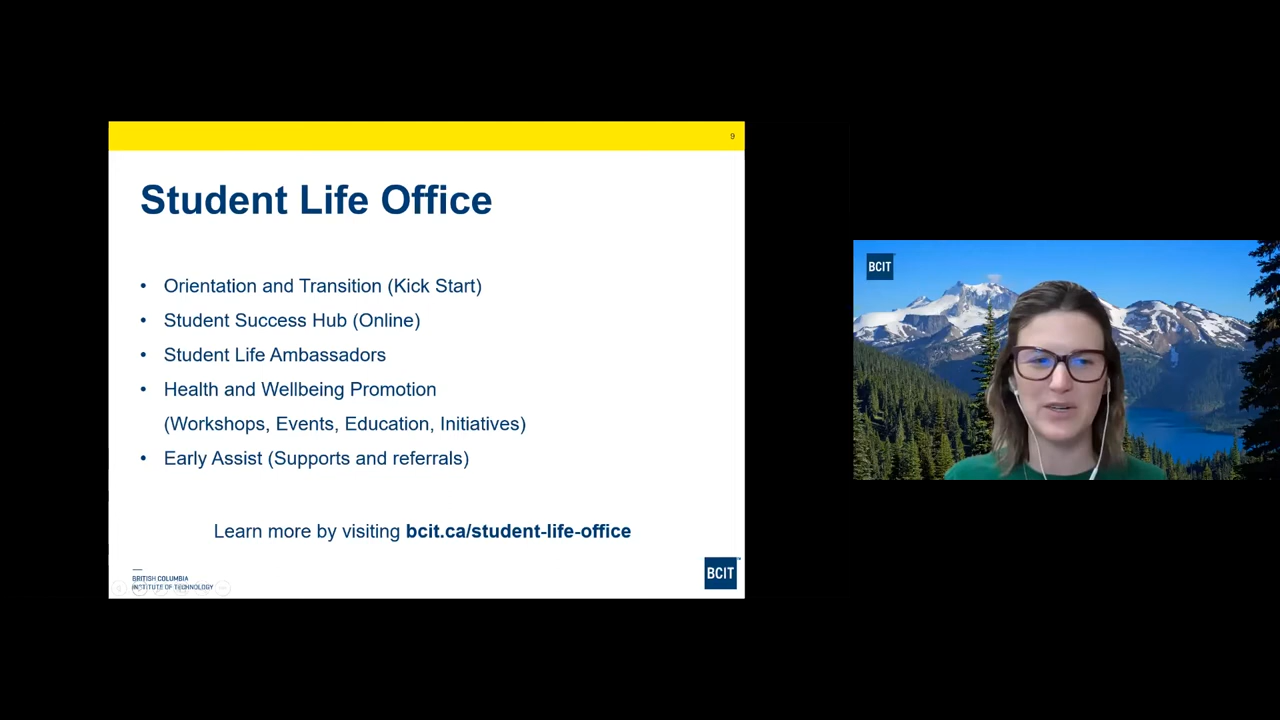 9
Student Life Office
• Orientation and Transition (Kick Start)
• Student Success Hub (Online)
• Student Life Ambassadors
• Health and Wellbeing Promotion
(Workshops, Events, Education, Initiatives)
• Early Assist (Supports and referrals)
Learn more by visiting bcit.ca/student-life-office
BRITISH COLUMBIA
INSTITUTE OF TECHNOLOGY
BCIT
BCIT